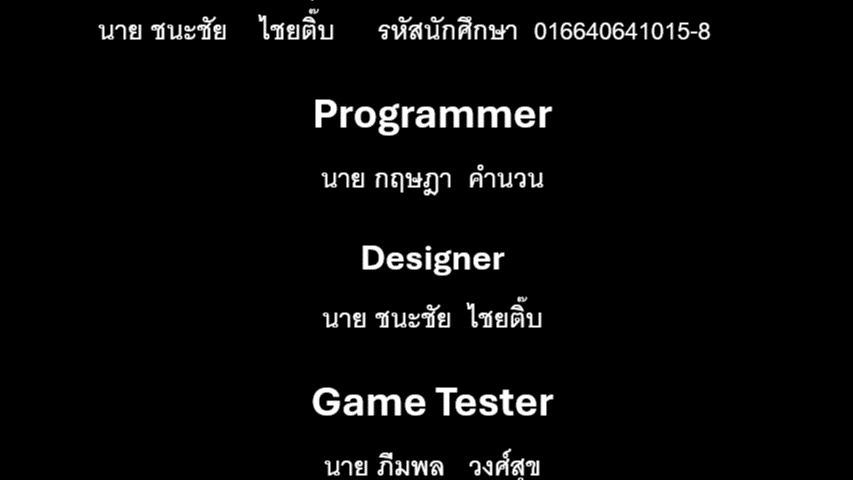 นาย ชนะชัย ไชยติ๊บ รหัสนักศึกษา 016640641015-8
Programmer
นาย กฤษฎา คำนวน
Designer
นาย ชนะชัย ไชยติ๊บ
Game Tester
นาย ภีมพล วงศ์สุข